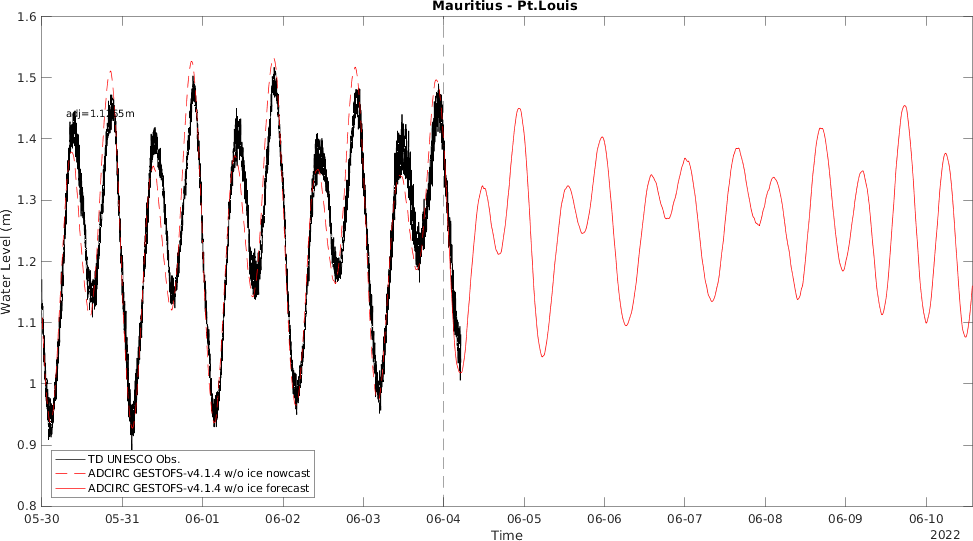 Mauritius - Pt.Louis
1.6
1.5
1.4
1.3
1.2
1.1
1
0.9
0.8
Water Level (m)
TD UNESCO Obs.
ADCIRC GESTOFS-v4.1.4 w/o ice nowcast
ADCIRC GESTOFS-v4.1.4 w/o ice forecast
05-30 05-31 06-01 06-02 06-03 06-04 06-05 06-06 06-07 06-08 06-09 06-10
Time
2022